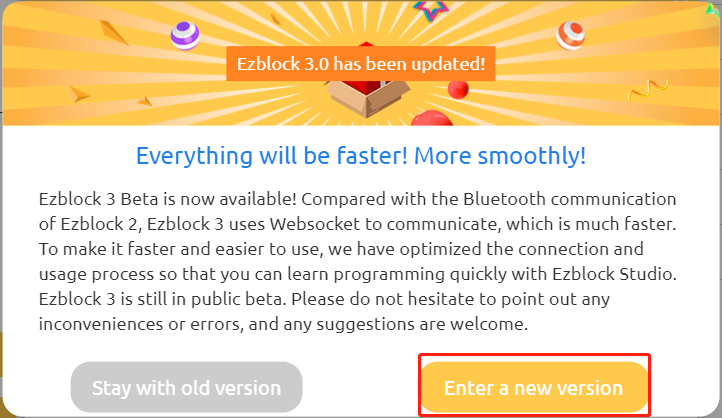 Ezblock 3.0 has been updated!
Everything will be faster! More smoothly!
Ezblock 3 Beta is now available! Compared with the Bluetooth communication
of Ezblock 2, Ezblock 3 uses Websocket to communicate, which is much faster.
To make it faster and easier to use, we have optimized the connection and
usage process so that you can learn programming quickly with Ezblock Studio.
Ezblock 3 is still in public beta. Please do not hesitate to point out any
inconveniences or errors, and any suggestions are welcome.
Stay with old version
Enter a new version